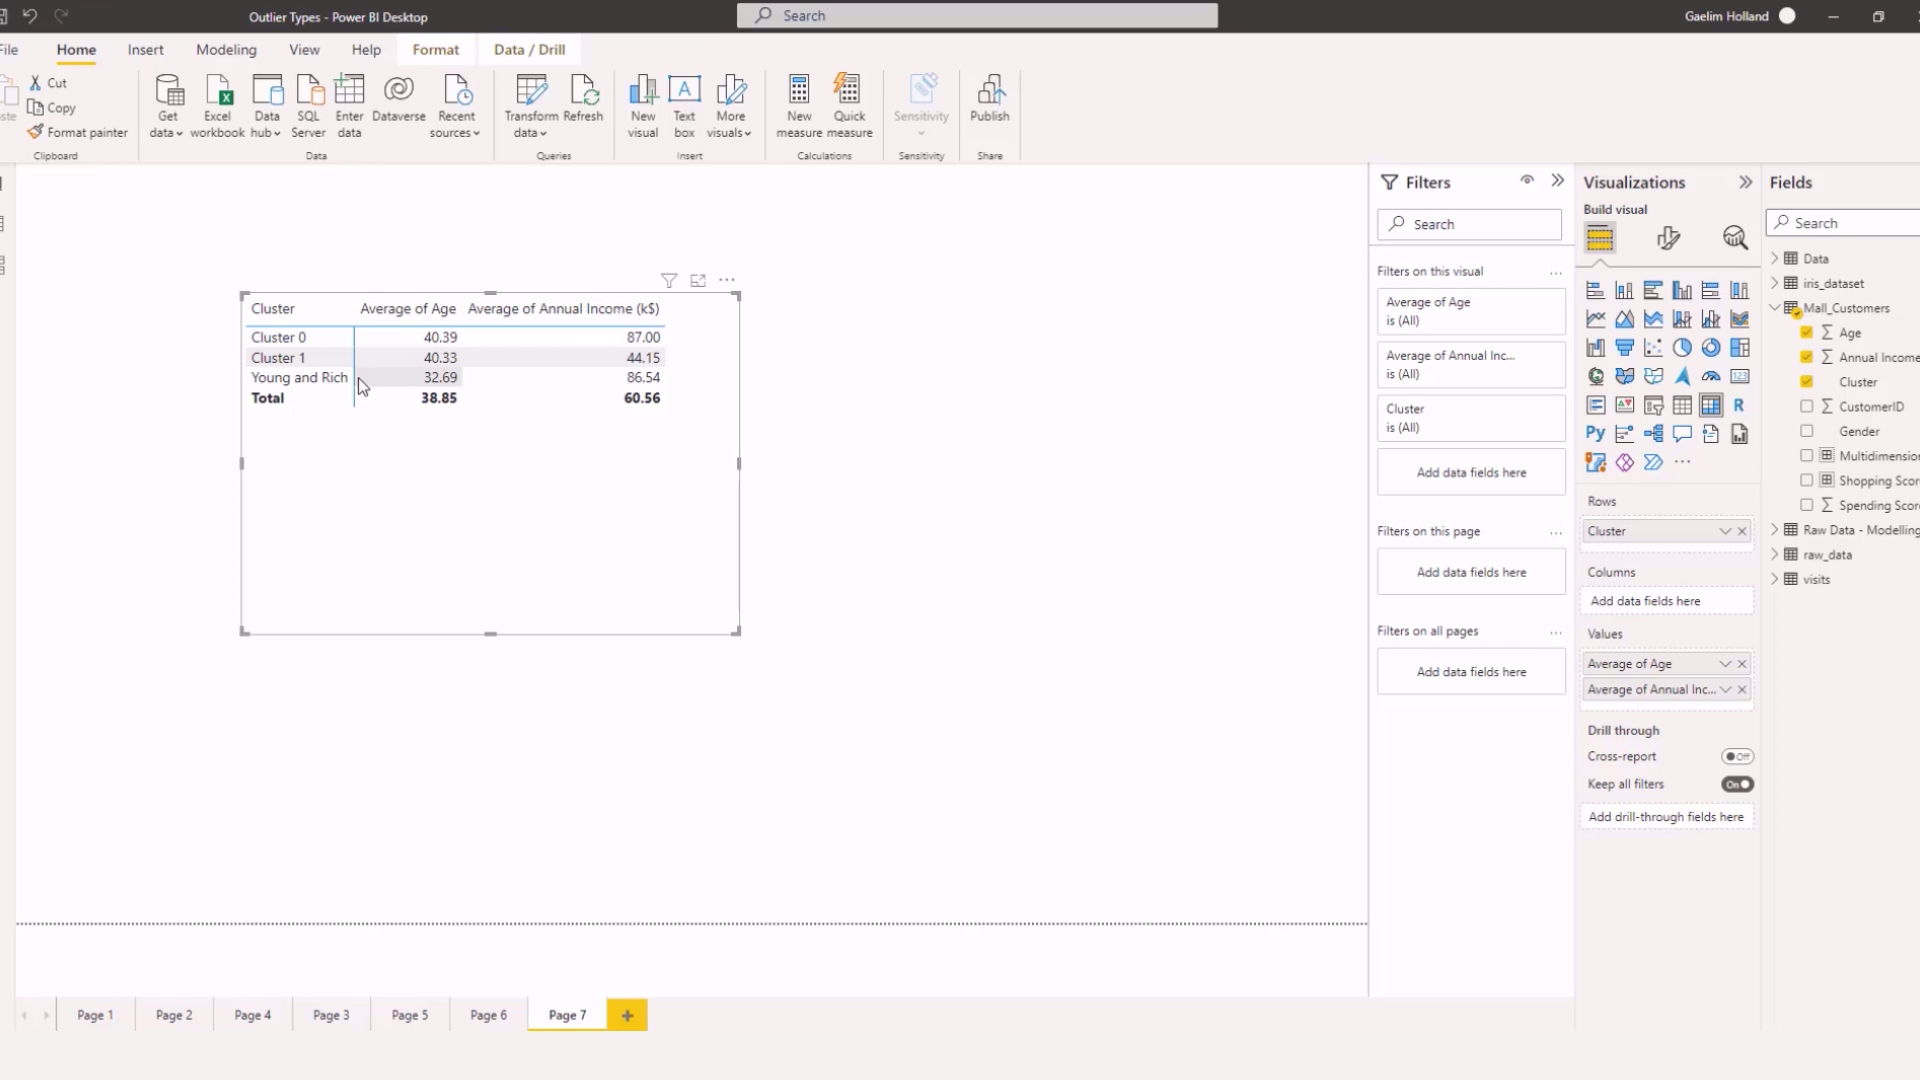 Outlier Types - Power BI Desktop
Search
Gaelim Holland
File
Home
Insert
Modeling
View
Help
Format
Data / Drill
Cut
Copy
Format painter
Clipboard
Get data
Excel workbook
Data hub
SQL Server
Enter data
Dataverse
Recent sources
Data
Transform data
Refresh
Queries
New visual
Text box
More visuals
Insert
New measure
Quick measure
Calculations
Sensitivity
Sensitivity
Publish
Share
Cluster Average of Age Average of Annual Income (k$)
Cluster 0 40.39 87.00
Cluster 1 40.33 44.15
Young and Rich 32.69 86.54
Total 38.85 60.56
Filters
Search
Filters on this visual
Average of Age
is (All)
Average of Annual Inc...
is (All)
Cluster
is (All)
Add data fields here
Filters on this page
Add data fields here
Filters on all pages
Add data fields here
Visualizations
Build visual
R
Py
Rows
Cluster
Columns
Add data fields here
Values
Average of Age
Average of Annual Inc...
Drill through
Cross-report
Off
Keep all filters
On
Add drill-through fields here
Fields
Search
Data
iris_dataset
Mall_Customers
Age
Annual Income
Cluster
CustomerID
Gender
Multidimension
Shopping Scor
Spending Scor
Raw Data - Modelling
raw_data
visits
Page 1
Page 2
Page 4
Page 3
Page 5
Page 6
Page 7